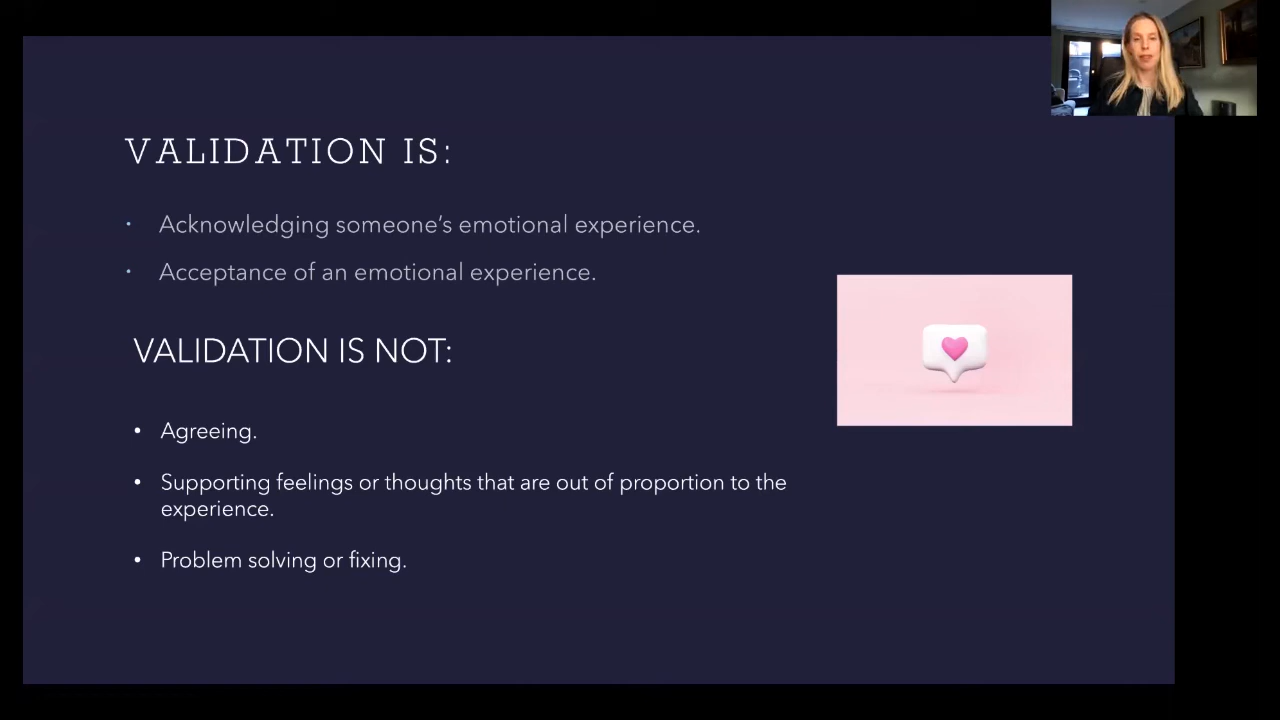 VALIDATION IS:
· Acknowledging someone’s emotional experience.
· Acceptance of an emotional experience.
VALIDATION IS NOT:
• Agreeing.
• Supporting feelings or thoughts that are out of proportion to the
experience.
• Problem solving or fixing.